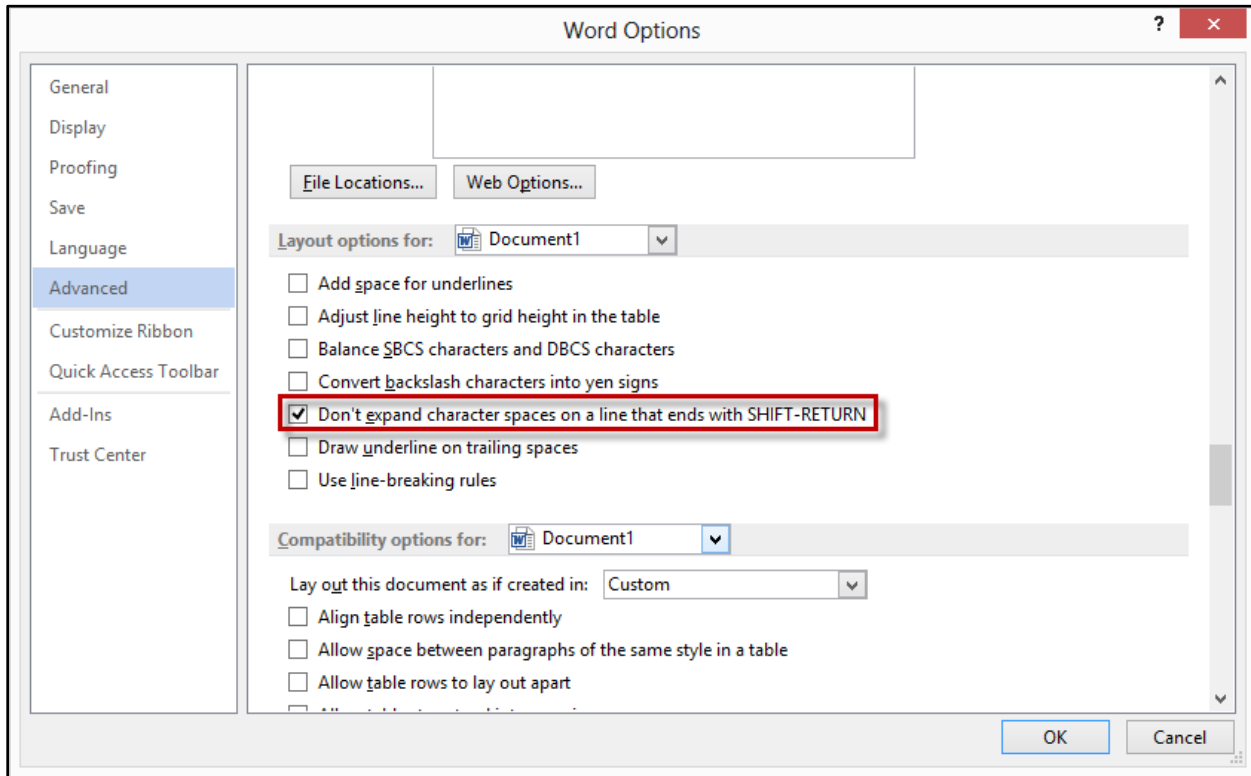 Word Options
?
General
Display
Proofing
Save
Language
Advanced
Customize Ribbon
Quick Access Toolbar
Add-Ins
Trust Center
File Locations... Web Options...
Layout options for: Document1
Add space for underlines
Adjust line height to grid height in the table
Balance SBCS characters and DBCS characters
Convert backslash characters into yen signs
Don't expand character spaces on a line that ends with SHIFT-RETURN
Draw underline on trailing spaces
Use line-breaking rules
Compatibility options for: Document1
Lay out this document as if created in: Custom
Align table rows independently
Allow space between paragraphs of the same style in a table
Allow table rows to lay out apart
OK Cancel